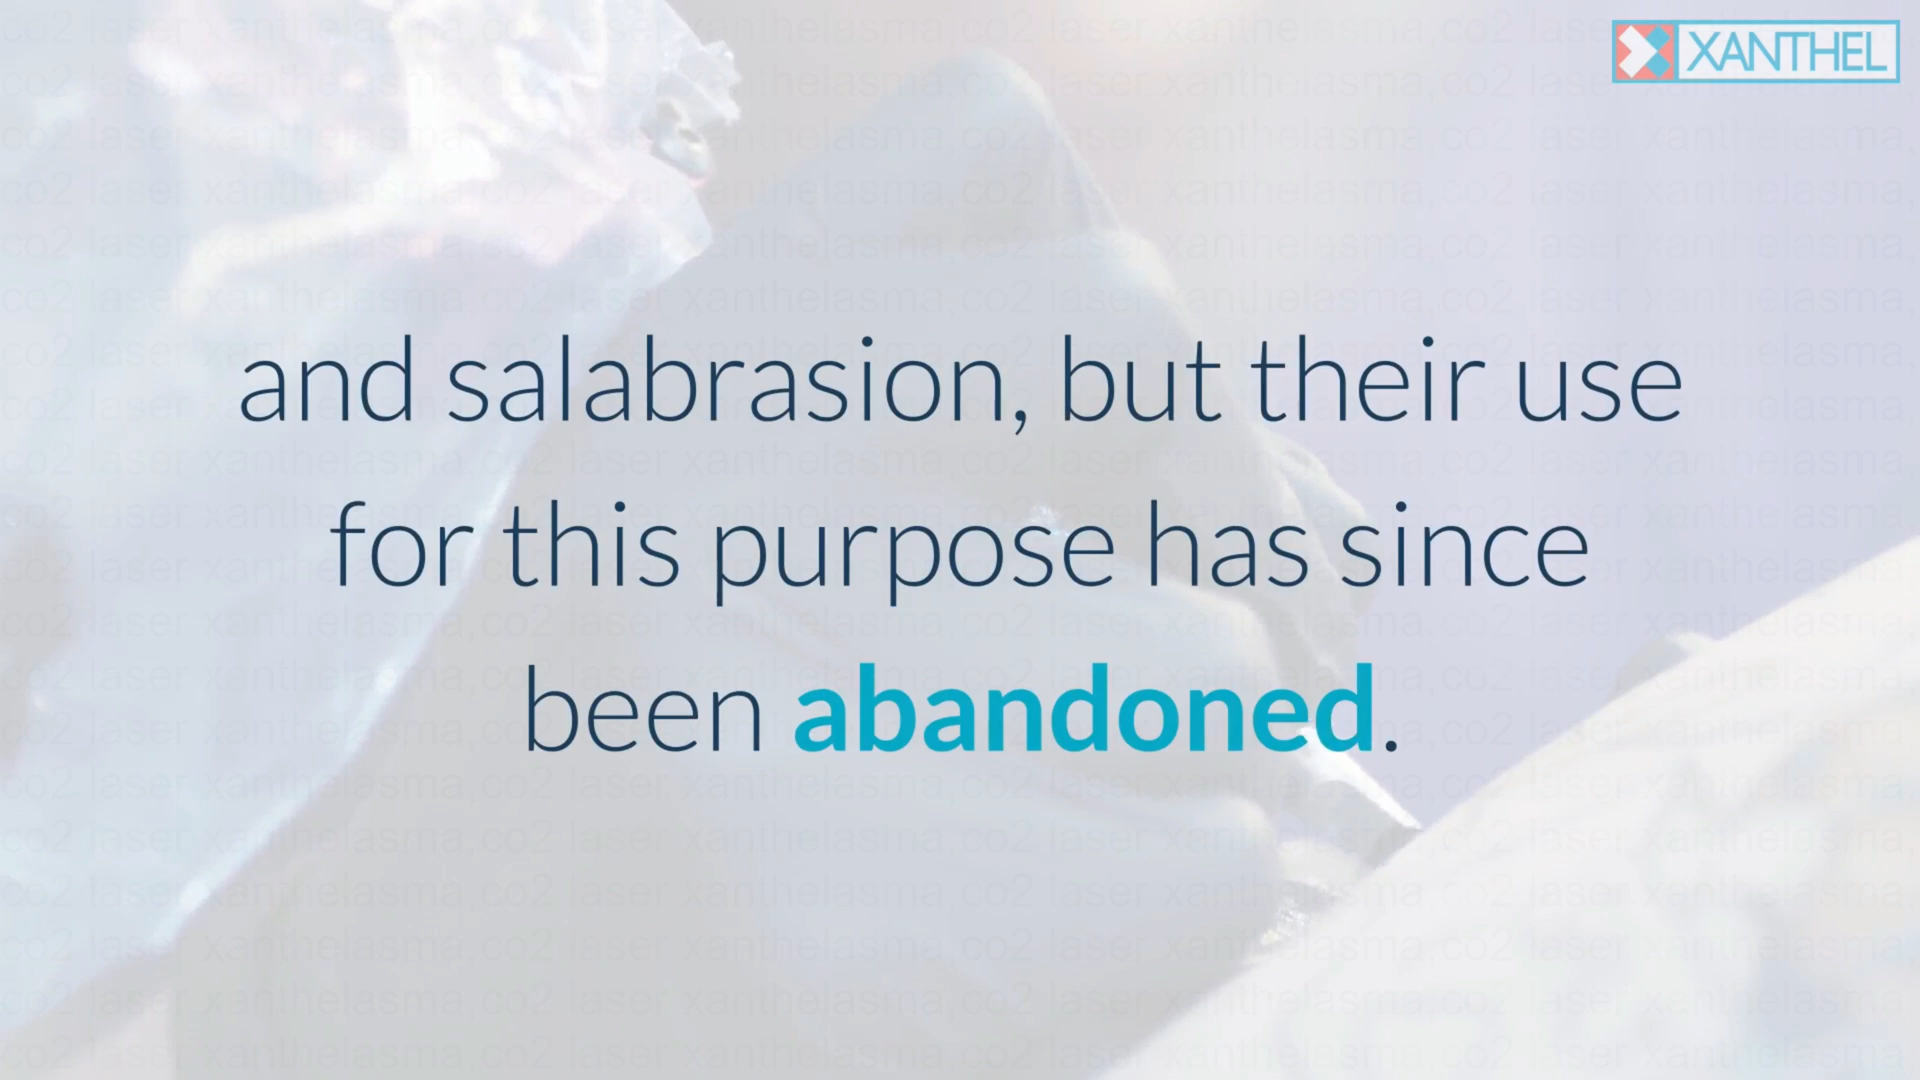 XANTHEL
and salabrasion, but their use
for this purpose has since
been abandoned.